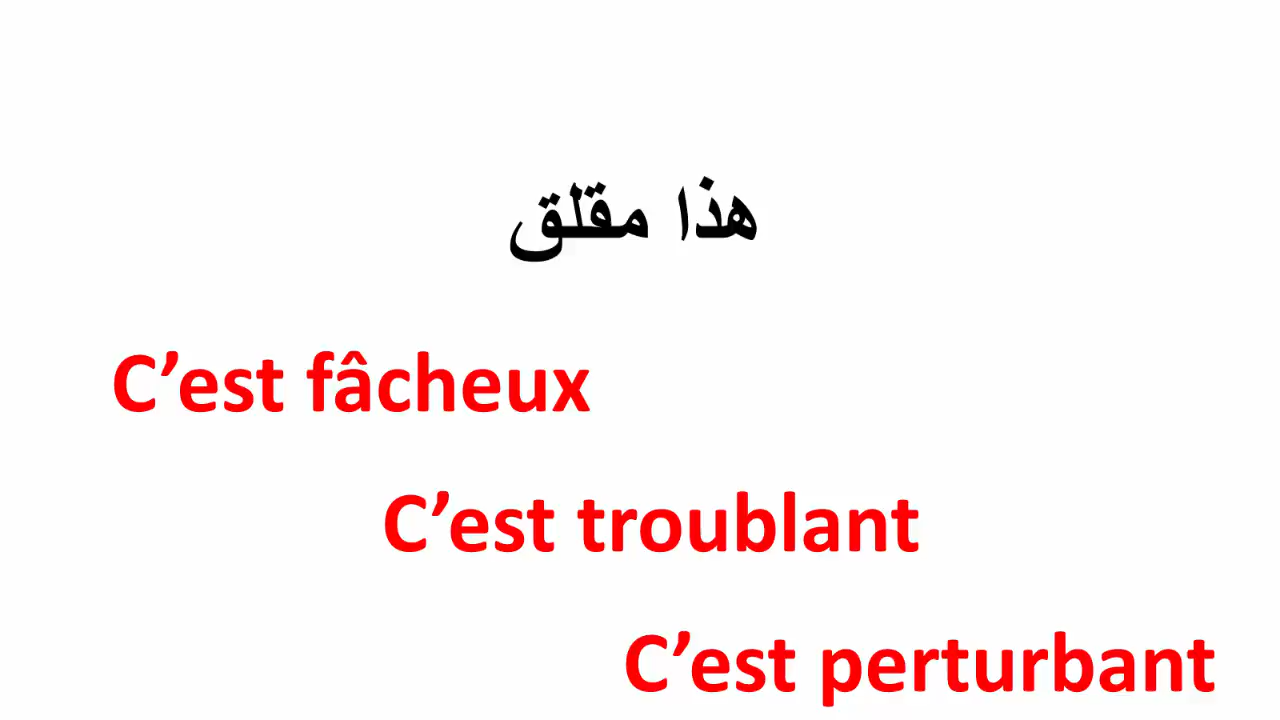 هذا مقلق
C’est fâcheux
C’est troublant
C’est perturbant